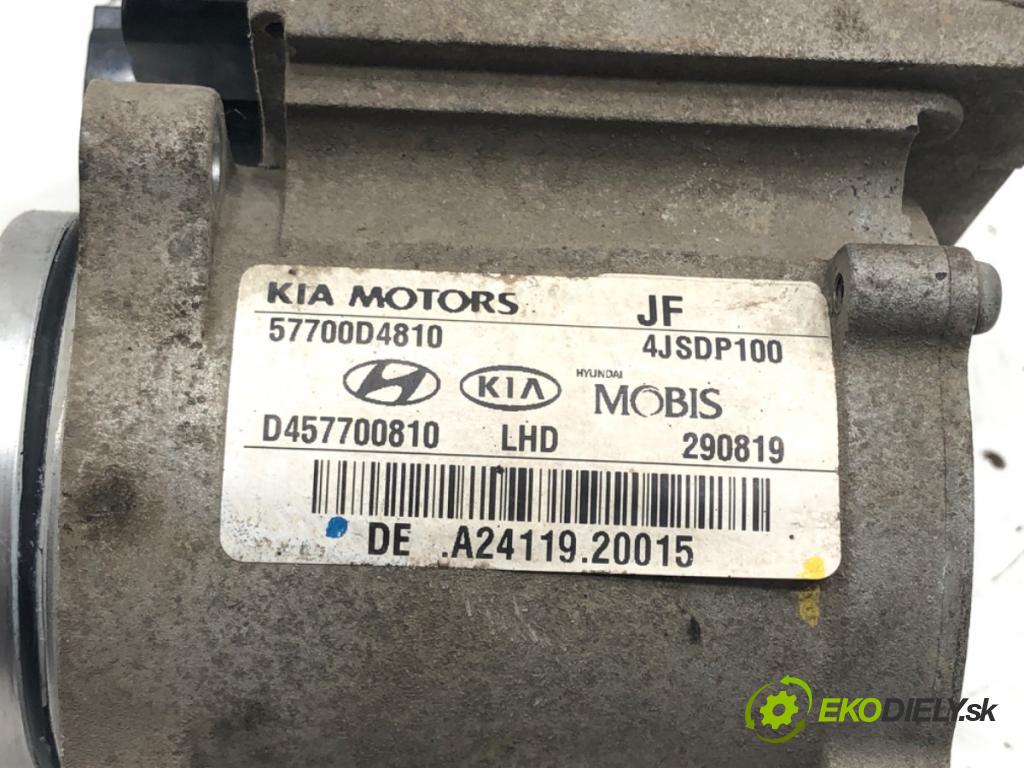 KIA MOTORS JF
57700D4810 4JSDP100
KIA HYUNDAI MOBIS
D457700810 LHD 290819
DE .A24119.20015
EKODIELY.sk